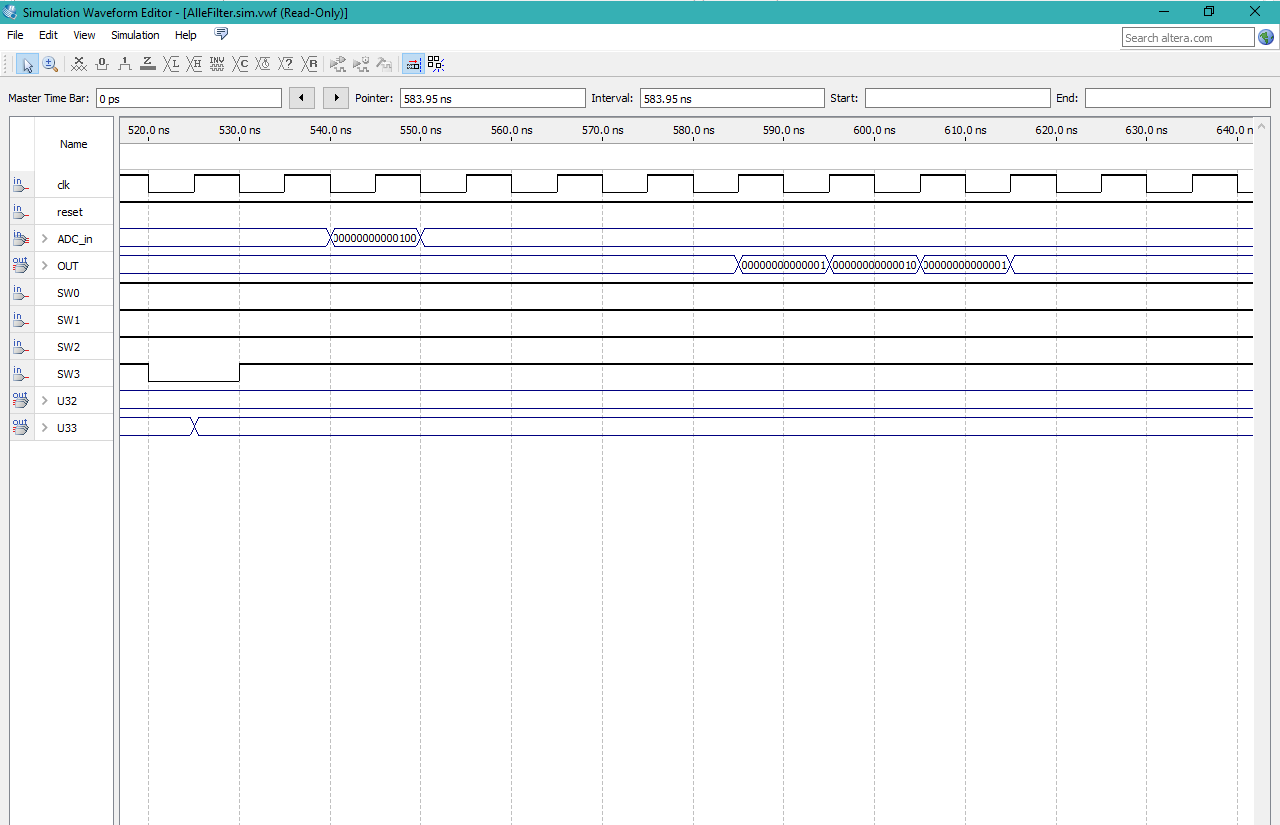 Simulation Waveform Editor - [AlleFilter.sim.vwf (Read-Only)]
File Edit View Simulation Help
Search altera.com
Master Time Bar: 0 ps Pointer: 583.95 ns Interval: 583.95 ns Start: End:
Name
520.0 ns 530.0 ns 540.0 ns 550.0 ns 560.0 ns 570.0 ns 580.0 ns 590.0 ns 600.0 ns 610.0 ns 620.0 ns 630.0 ns 640.0 n
in clk
in reset
in ADC_in 00000000000100
out OUT 00000000000001 00000000000010 00000000000001
in SW0
in SW1
in SW2
in SW3
out U32
out U33